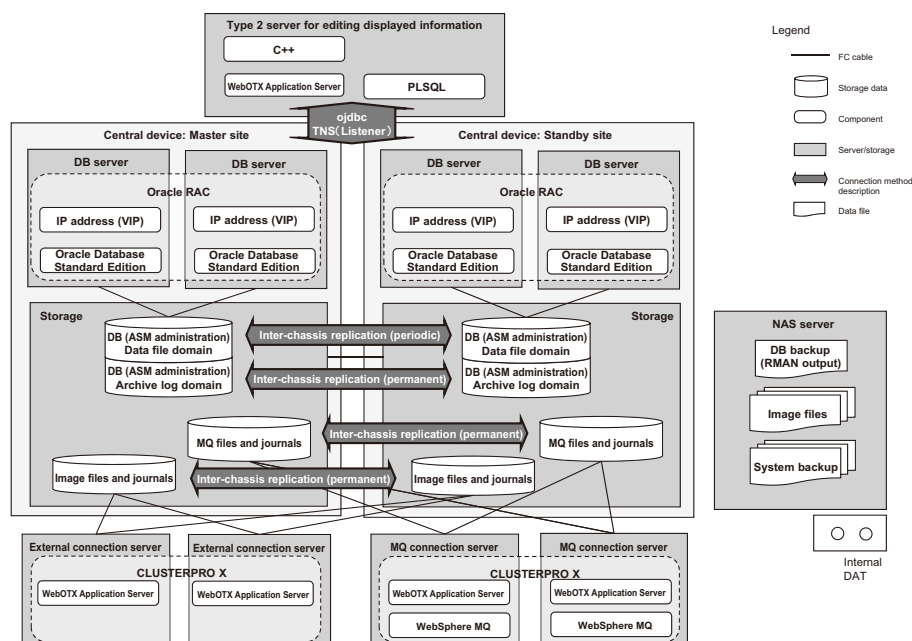 Type 2 server for editing displayed information
C++
WebOTX Application Server
PLSQL
ojdbc
TNS(Listener)
Legend
FC cable
Storage data
Component
Server/storage
Connection method
description
Data file
Central device: Master site
Central device: Standby site
DB server
DB server
DB server
DB server
Oracle RAC
Oracle RAC
IP address (VIP)
IP address (VIP)
IP address (VIP)
IP address (VIP)
Oracle Database
Standard Edition
Oracle Database
Standard Edition
Oracle Database
Standard Edition
Oracle Database
Standard Edition
Storage
Storage
DB (ASM administration)
Data file domain
Inter-chassis replication (periodic)
DB (ASM administration)
Data file domain
DB (ASM administration)
Archive log domain
Inter-chassis replication (permanent)
DB (ASM administration)
Archive log domain
MQ files and journals
Inter-chassis replication (permanent)
MQ files and journals
Image files and journals
Inter-chassis replication (permanent)
Image files and journals
NAS server
DB backup
(RMAN output)
Image files
System backup
Internal
DAT
External connection server
External connection server
MQ connection server
MQ connection server
CLUSTERPRO X
CLUSTERPRO X
WebOTX Application Server
WebOTX Application Server
WebOTX Application Server
WebOTX Application Server
WebSphere MQ
WebSphere MQ